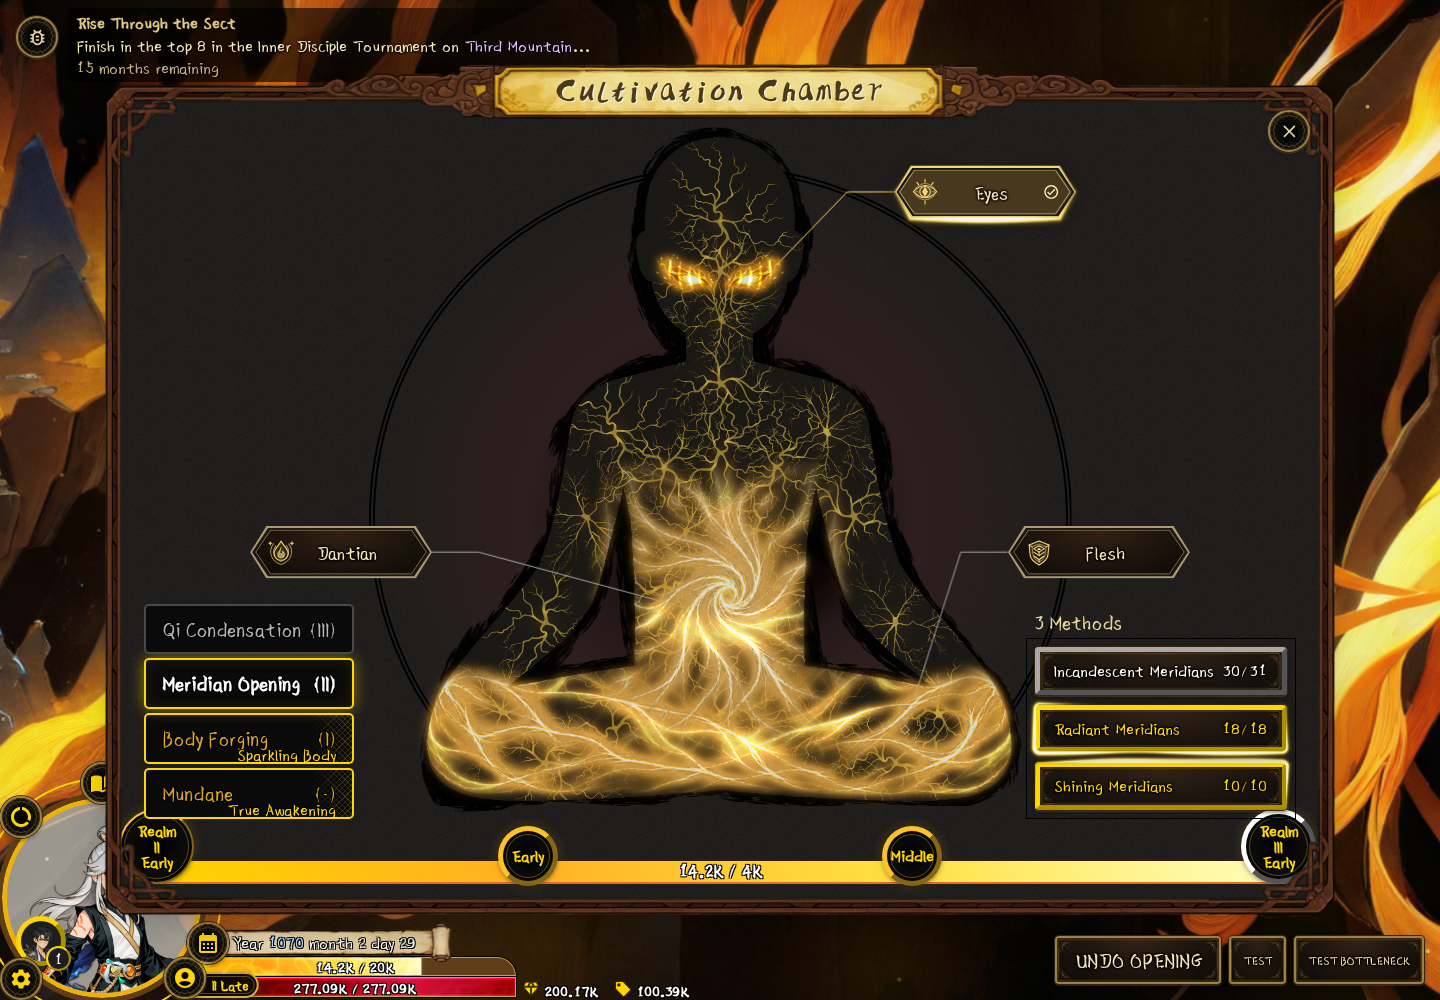 Rise Through the Sect
Finish in the top 8 in the Inner Disciple Tournament on Third Mountain...
15 months remaining
Cultivation Chamber
Eyes
Dantian
Flesh
Qi Condensation (III)
Meridian Opening (II)
Body Forging (I)
Sparkling Body
Mundane (-)
True Awakening
3 Methods
Incandescent Meridians 30/31
Radiant Meridians 18/18
Shining Meridians 10/10
Realm
II
Early
Early
14.2K / 4K
Middle
Realm
III
Early
Year 1070 month 2 day 29
14.2K / 20K
1
II Late
277.09K / 277.09K
200.17K
100.39K
UNDO OPENING
TEST
TEST BOTTLENECK